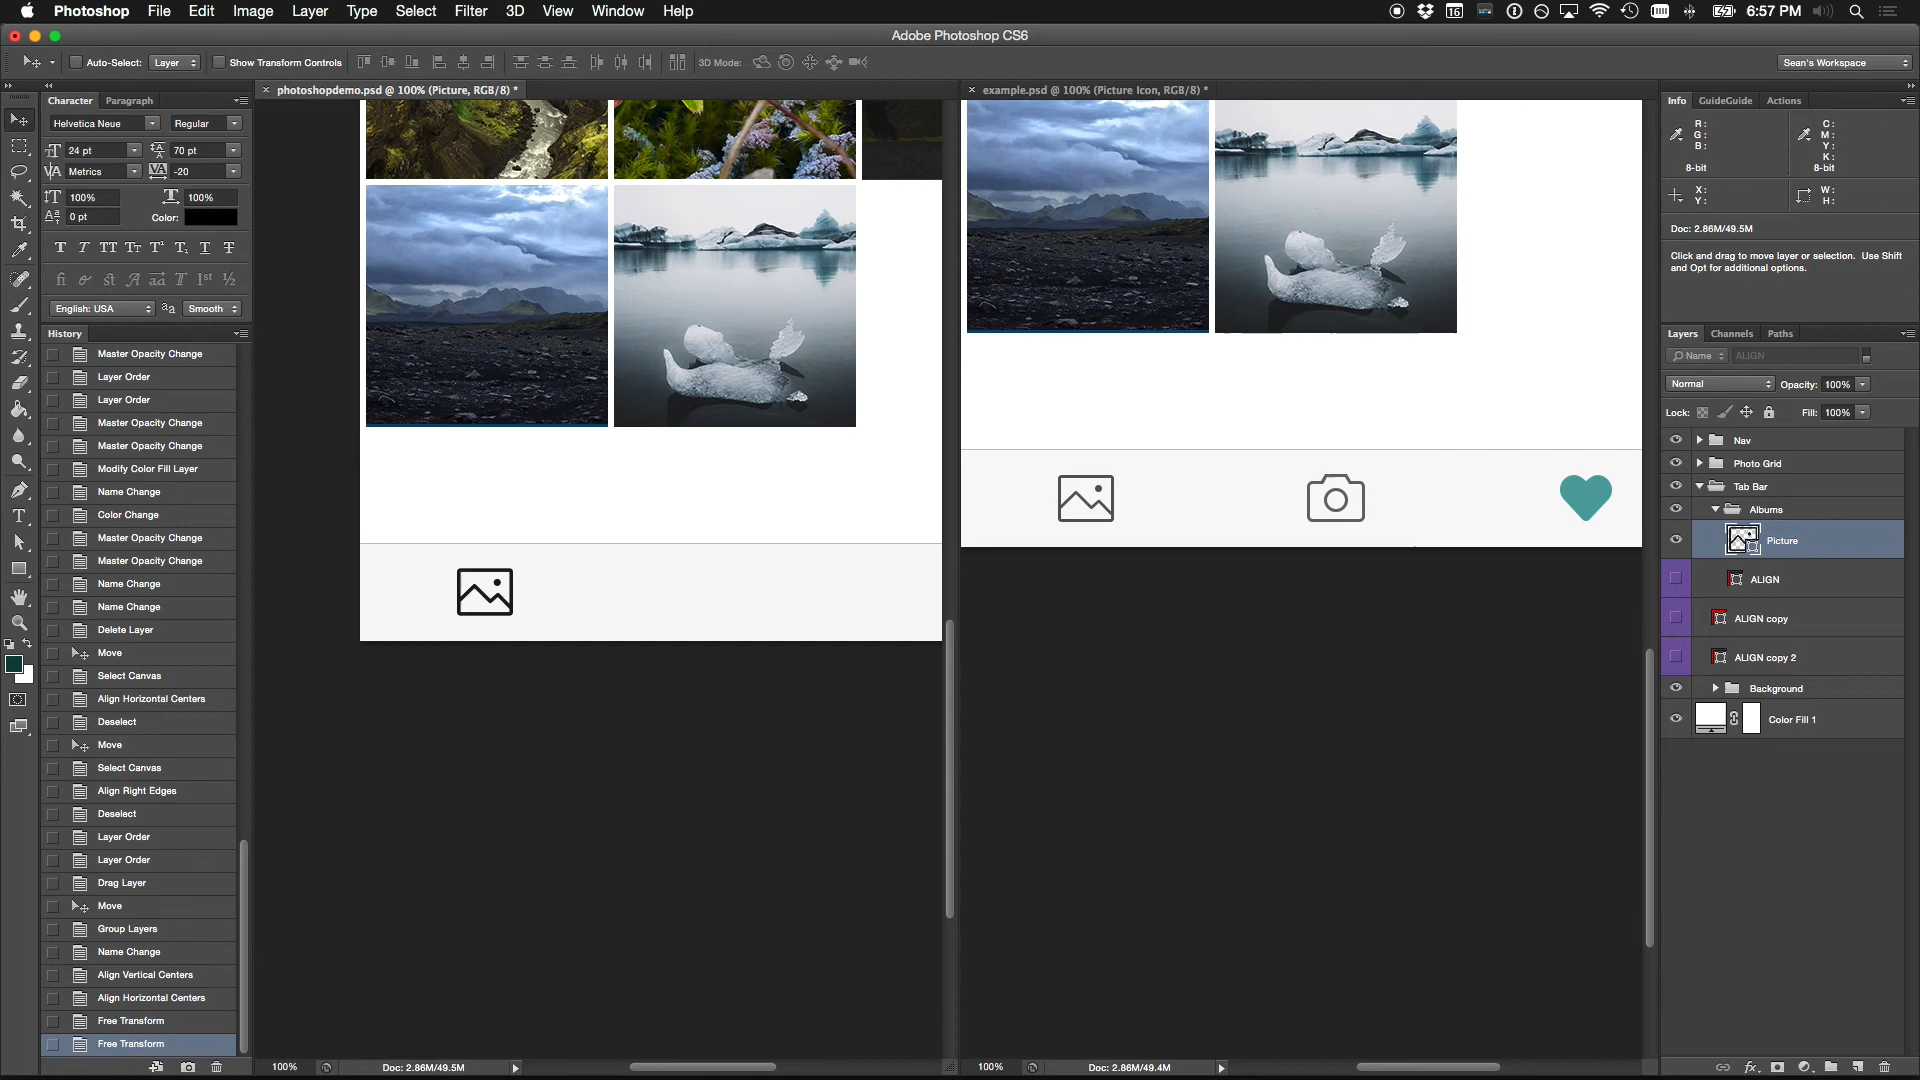 Photoshop File Edit Image Layer Type Select Filter 3D View Window Help
16
6:57 PM
Adobe Photoshop CS6
Auto-Select: Layer Show Transform Controls 3D Mode: Sean's Workspace
Character Paragraph
Helvetica Neue Regular
24 pt 70 pt
Metrics -20
100% 100%
0 pt Color:
English: USA Smooth
History
Master Opacity Change
Layer Order
Layer Order
Master Opacity Change
Master Opacity Change
Modify Color Fill Layer
Name Change
Color Change
Master Opacity Change
Master Opacity Change
Name Change
Name Change
Delete Layer
Move
Select Canvas
Align Horizontal Centers
Deselect
Move
Select Canvas
Align Right Edges
Deselect
Layer Order
Layer Order
Drag Layer
Move
Group Layers
Name Change
Align Vertical Centers
Align Horizontal Centers
Free Transform
Free Transform
photoshopdemo.psd @ 100% (Picture, RGB/8) *
100% Doc: 2.86M/49.5M
example.psd @ 100% (Picture Icon, RGB/8) *
100% Doc: 2.86M/49.4M
Info GuideGuide Actions
R: C:
G: M:
B: Y:
K:
8-bit 8-bit
X: W:
Y: H:
Doc: 2.86M/49.5M
Click and drag to move layer or selection. Use Shift
and Opt for additional options.
Layers Channels Paths
Name ALIGN
Normal Opacity: 100%
Lock: Fill: 100%
Nav
Photo Grid
Tab Bar
Albums
Picture
ALIGN
ALIGN copy
ALIGN copy 2
Background
Color Fill 1